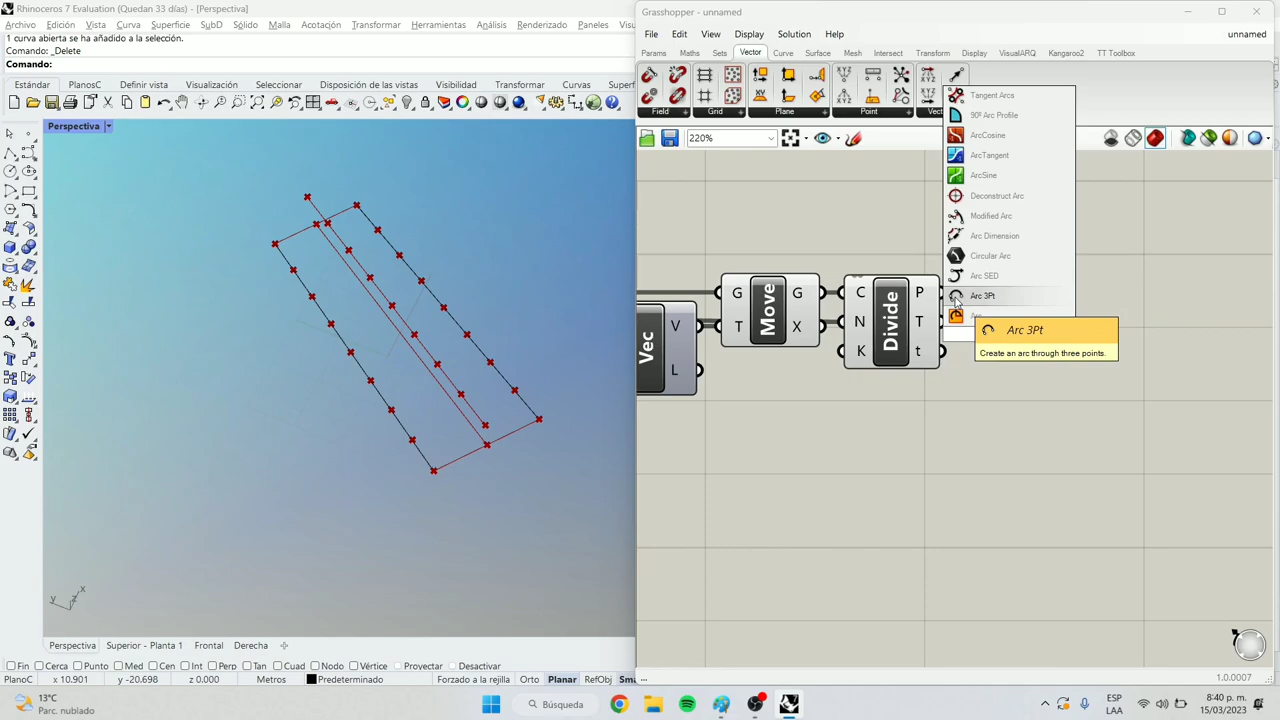 Rhinoceros 7 Evaluation (Quedan 33 días) - [Perspectiva]
Archivo Edición Vista Curva Superficie SubD Sólido Malla Acotación Transformar Herramientas Análisis Renderizado Paneles
1 curva abierta se ha añadido a la selección.
Comando: _Delete
Comando:
Estándar PlanosC Definir vista Visualización Seleccionar Disposición de las vistas Visibilidad Transformar Curvas
Perspectiva
y x z
Perspectiva Superior - Planta 1 Frontal Derecha
Fin Cerca Punto Med Cen Int Perp Tan Cuad Nodo Vértice Proyectar Desactivar
PlanoC x 10.901 y -20.698 z 0.000 Metros Predeterminado Forzado a la rejilla Orto Planar RefObj
Grasshopper - unnamed
File Edit View Display Solution Help unnamed
Params Maths Sets Vector Curve Surface Mesh Intersect Transform Display VisualARQ Kangaroo2 TT Toolbox
Field Grid Plane Point
220%
Tangent Arcs
90º Arc Profile
ArcCosine
ArcTangent
ArcSine
Deconstruct Arc
Modified Arc
Arc Dimension
Circular Arc
Arc SED
Arc 3Pt
Arc 3Pt
Create an arc through three points.
Vec V L
Move G T G X
Divide C N K P T t
... 1.0.0007
13°C
Parc. nublado
Búsqueda
ESP
LAA
8:40 p. m.
15/03/2023